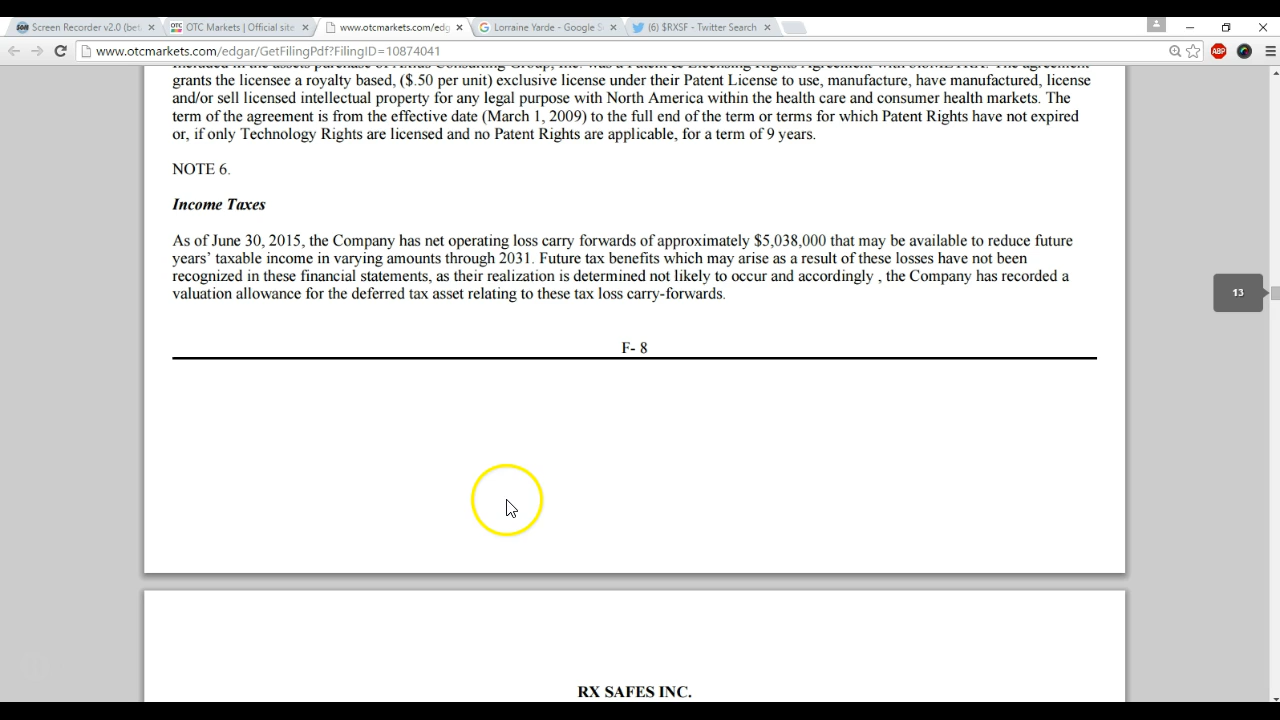 Screen Recorder v2.0 (bet
OTC Markets | Official site
www.otcmarkets.com/edg
Lorraine Yarde - Google S
(6) $RXSF - Twitter Search
www.otcmarkets.com/edgar/GetFilingPdf?FilingID=10874041
ABP
grants the licensee a royalty based, ($.50 per unit) exclusive license under their Patent License to use, manufacture, have manufactured, license
and/or sell licensed intellectual property for any legal purpose with North America within the health care and consumer health markets. The
term of the agreement is from the effective date (March 1, 2009) to the full end of the term or terms for which Patent Rights have not expired
or, if only Technology Rights are licensed and no Patent Rights are applicable, for a term of 9 years.
NOTE 6.
Income Taxes
As of June 30, 2015, the Company has net operating loss carry forwards of approximately $5,038,000 that may be available to reduce future
years’ taxable income in varying amounts through 2031. Future tax benefits which may arise as a result of these losses have not been
recognized in these financial statements, as their realization is determined not likely to occur and accordingly , the Company has recorded a
valuation allowance for the deferred tax asset relating to these tax loss carry-forwards.
13
F- 8
RX SAFES INC.